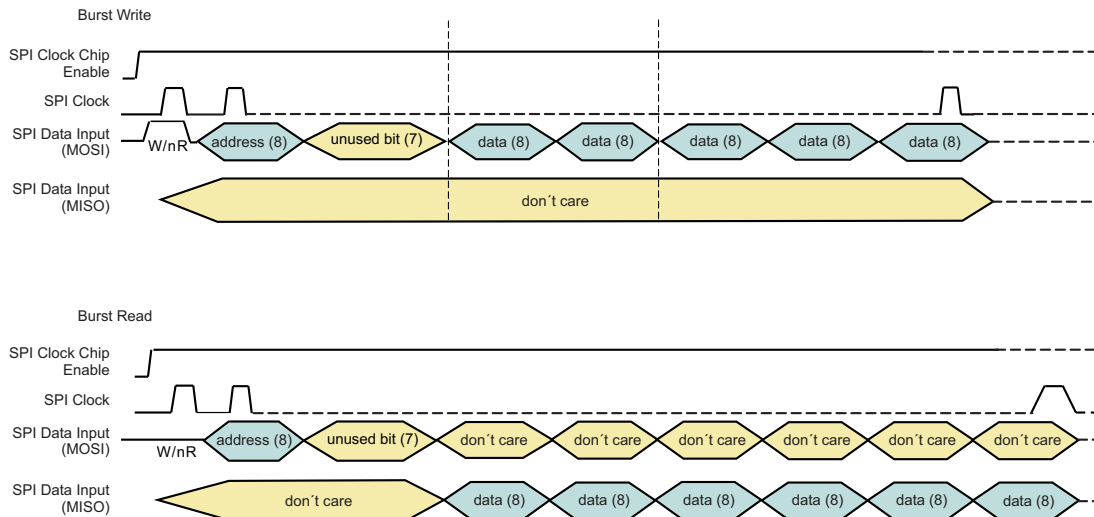 Burst Write
SPI Clock Chip
Enable
SPI Clock
SPI Data Input
(MOSI)
W/nR
address (8)
unused bit (7)
data (8)
data (8)
data (8)
data (8)
data (8)
SPI Data Input
(MISO)
don´t care
Burst Read
SPI Clock Chip
Enable
SPI Clock
SPI Data Input
(MOSI)
W/nR
address (8)
unused bit (7)
don´t care
don´t care
don´t care
don´t care
don´t care
don´t care
SPI Data Input
(MISO)
don´t care
data (8)
data (8)
data (8)
data (8)
data (8)
data (8)